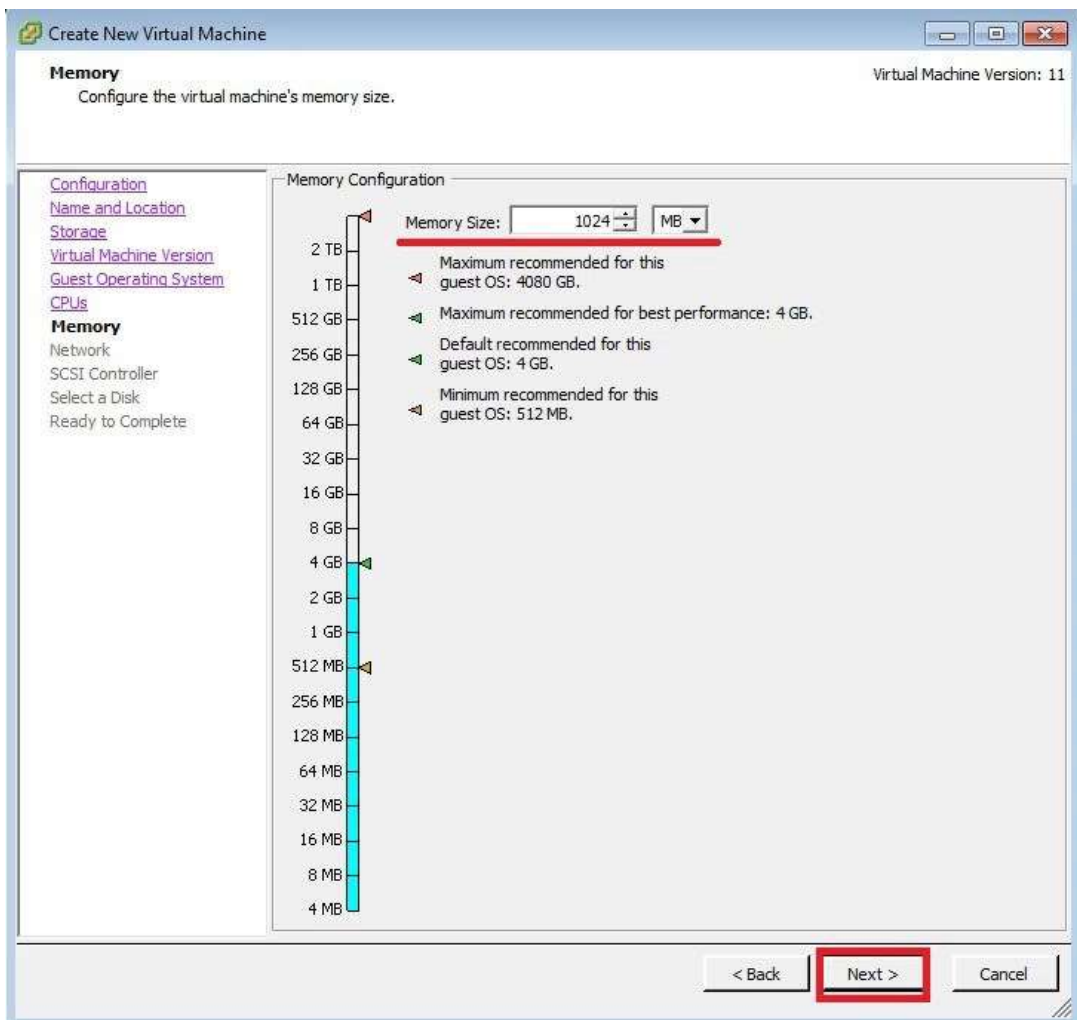 Create New Virtual Machine
Memory
Virtual Machine Version: 11
Configure the virtual machine's memory size.
Configuration
Name and Location
Storage
Virtual Machine Version
Guest Operating System
CPUs
Memory
Network
SCSI Controller
Select a Disk
Ready to Complete
Memory Configuration
Memory Size: 1024 MB
2 TB
1 TB
512 GB
256 GB
128 GB
64 GB
32 GB
16 GB
8 GB
4 GB
2 GB
1 GB
512 MB
256 MB
128 MB
64 MB
32 MB
16 MB
8 MB
4 MB
Maximum recommended for this
guest OS: 4080 GB.
Maximum recommended for best performance: 4 GB.
Default recommended for this
guest OS: 4 GB.
Minimum recommended for this
guest OS: 512 MB.
< Back
Next >
Cancel